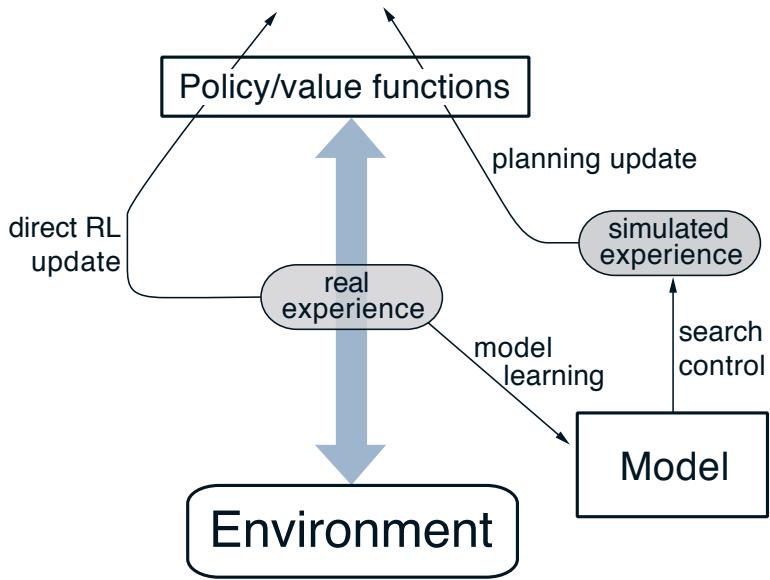 Policy/value functions
planning update
direct RL
update
simulated
experience
real
experience
model
learning
search
control
Model
Environment